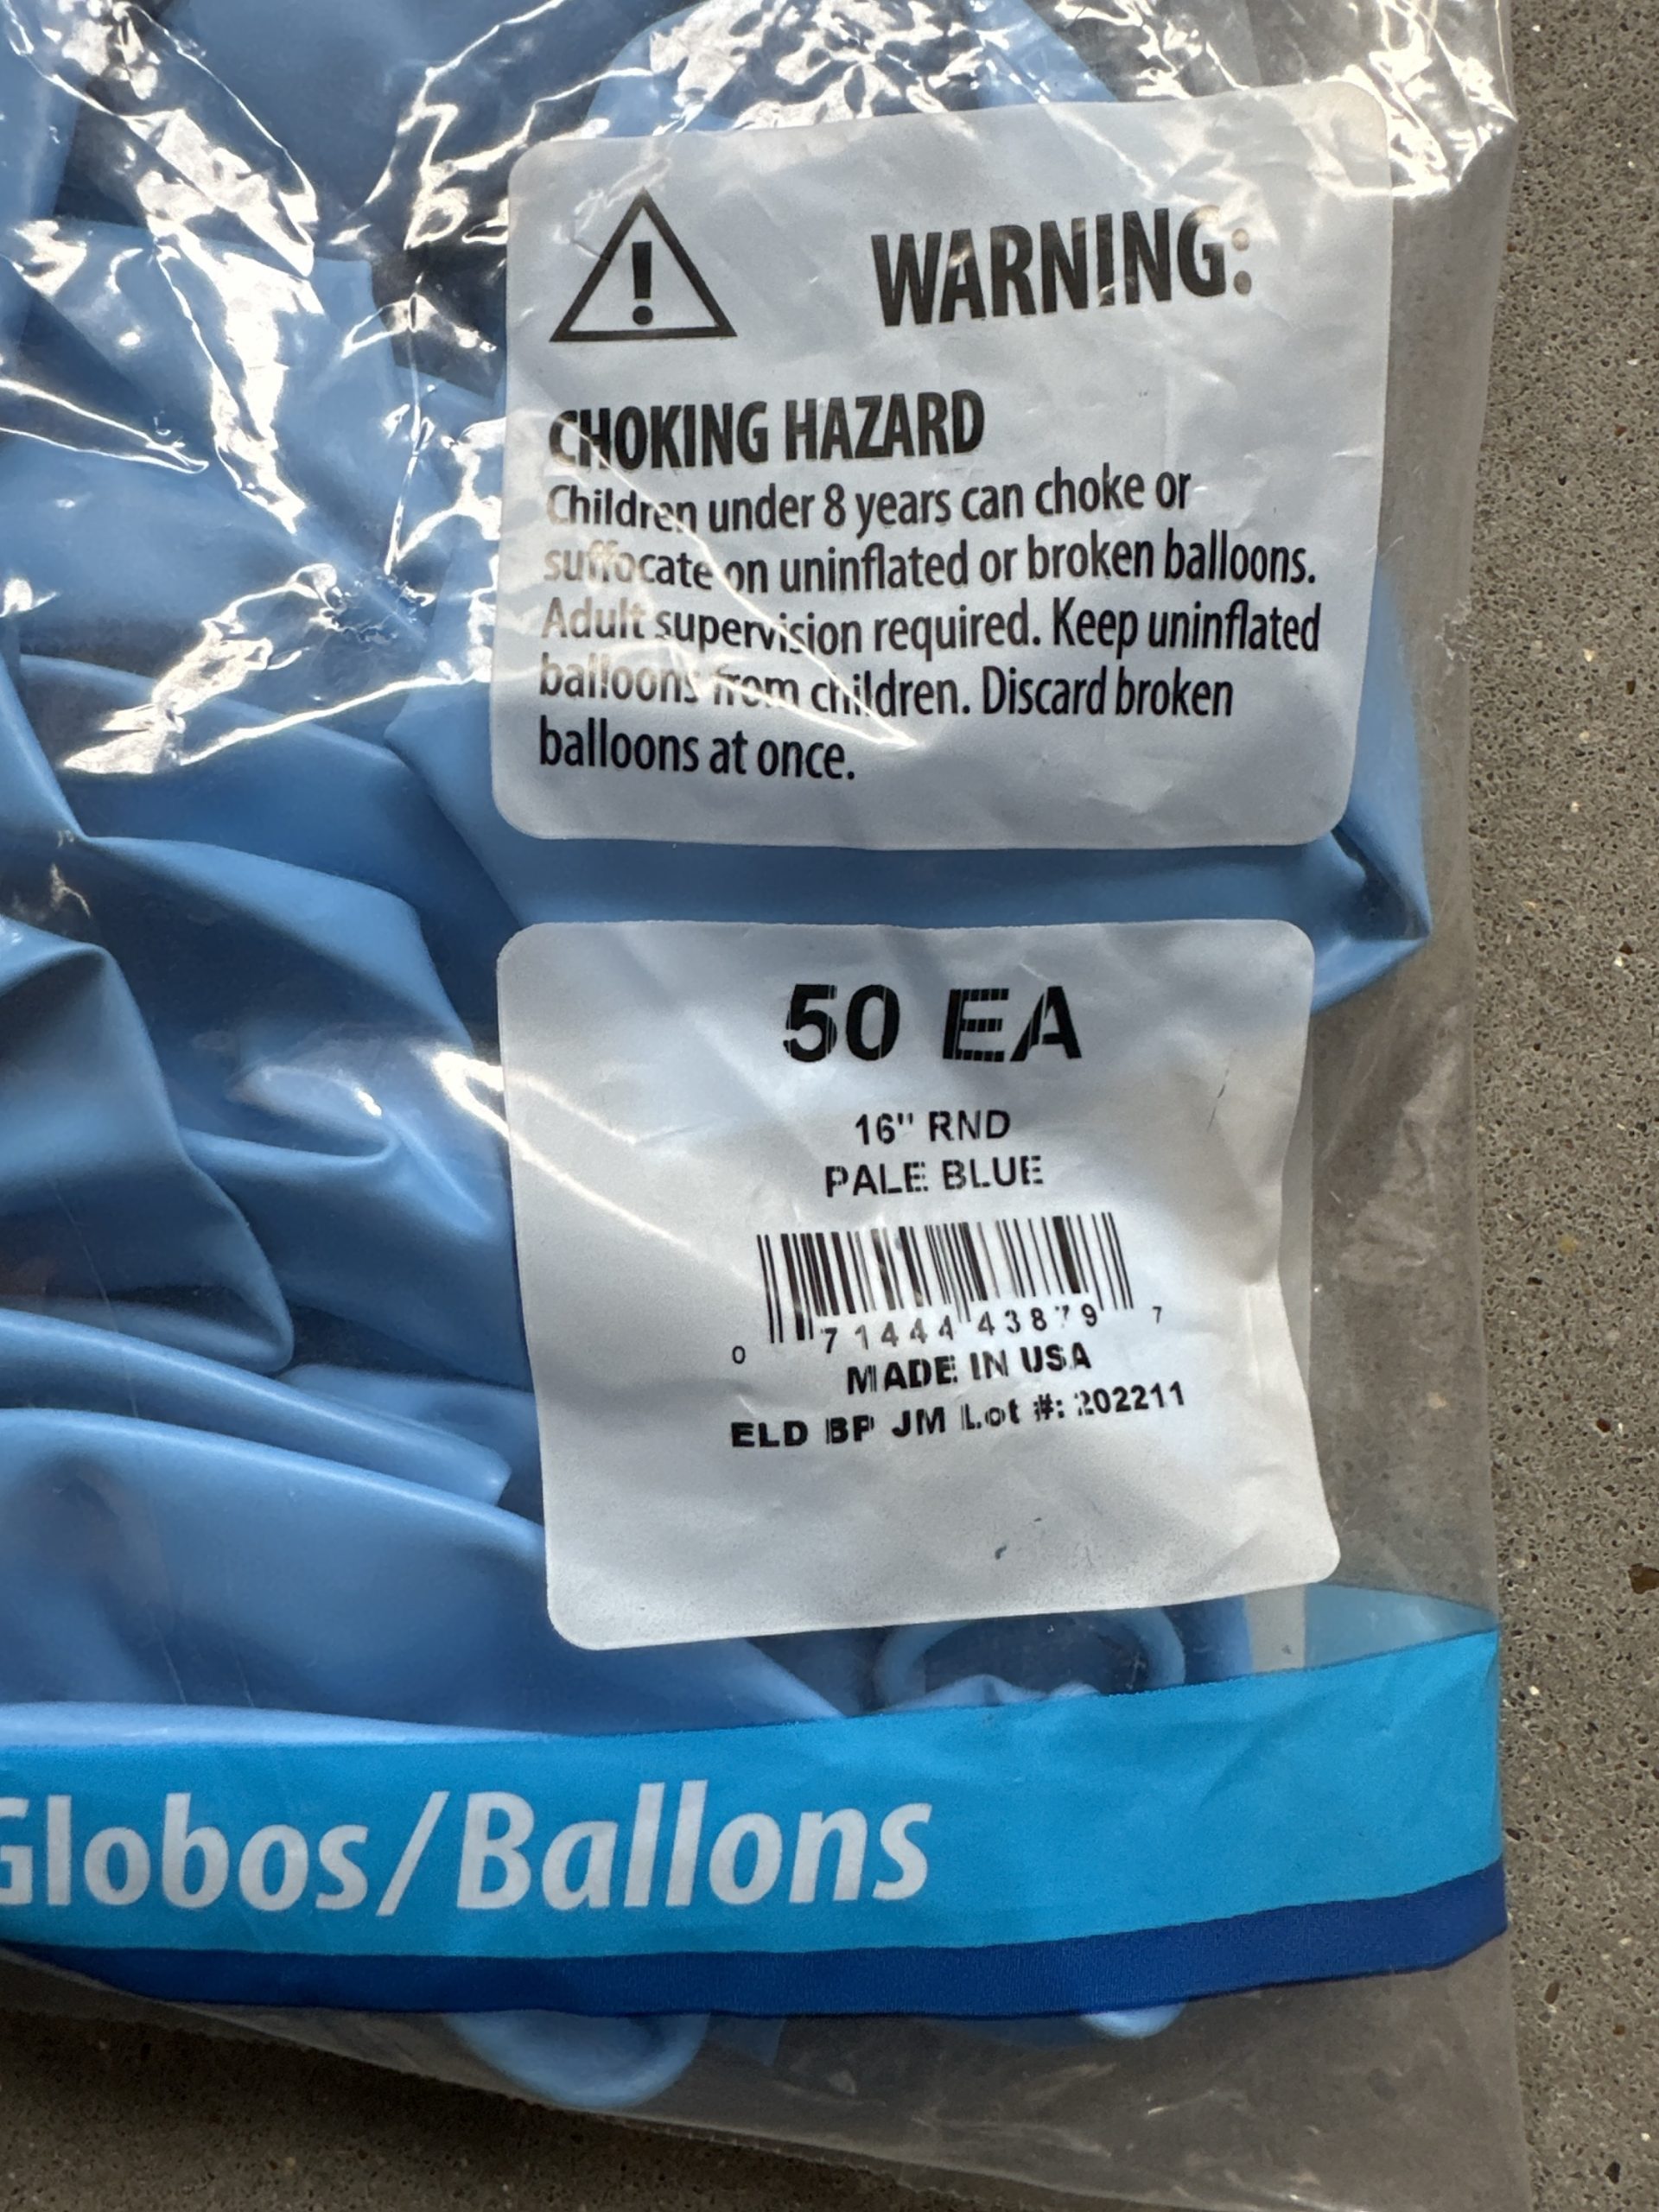 WARNING:
CHOKING HAZARD
Children under 8 years can choke or
suffocate on uninflated or broken balloons.
Adult supervision required. Keep uninflated
balloons from children. Discard broken
balloons at once.
50 EA
16" RND
PALE BLUE
0 71444 43879 7
MADE IN USA
ELD BP JM Lot #: 202211
Globos/Ballons